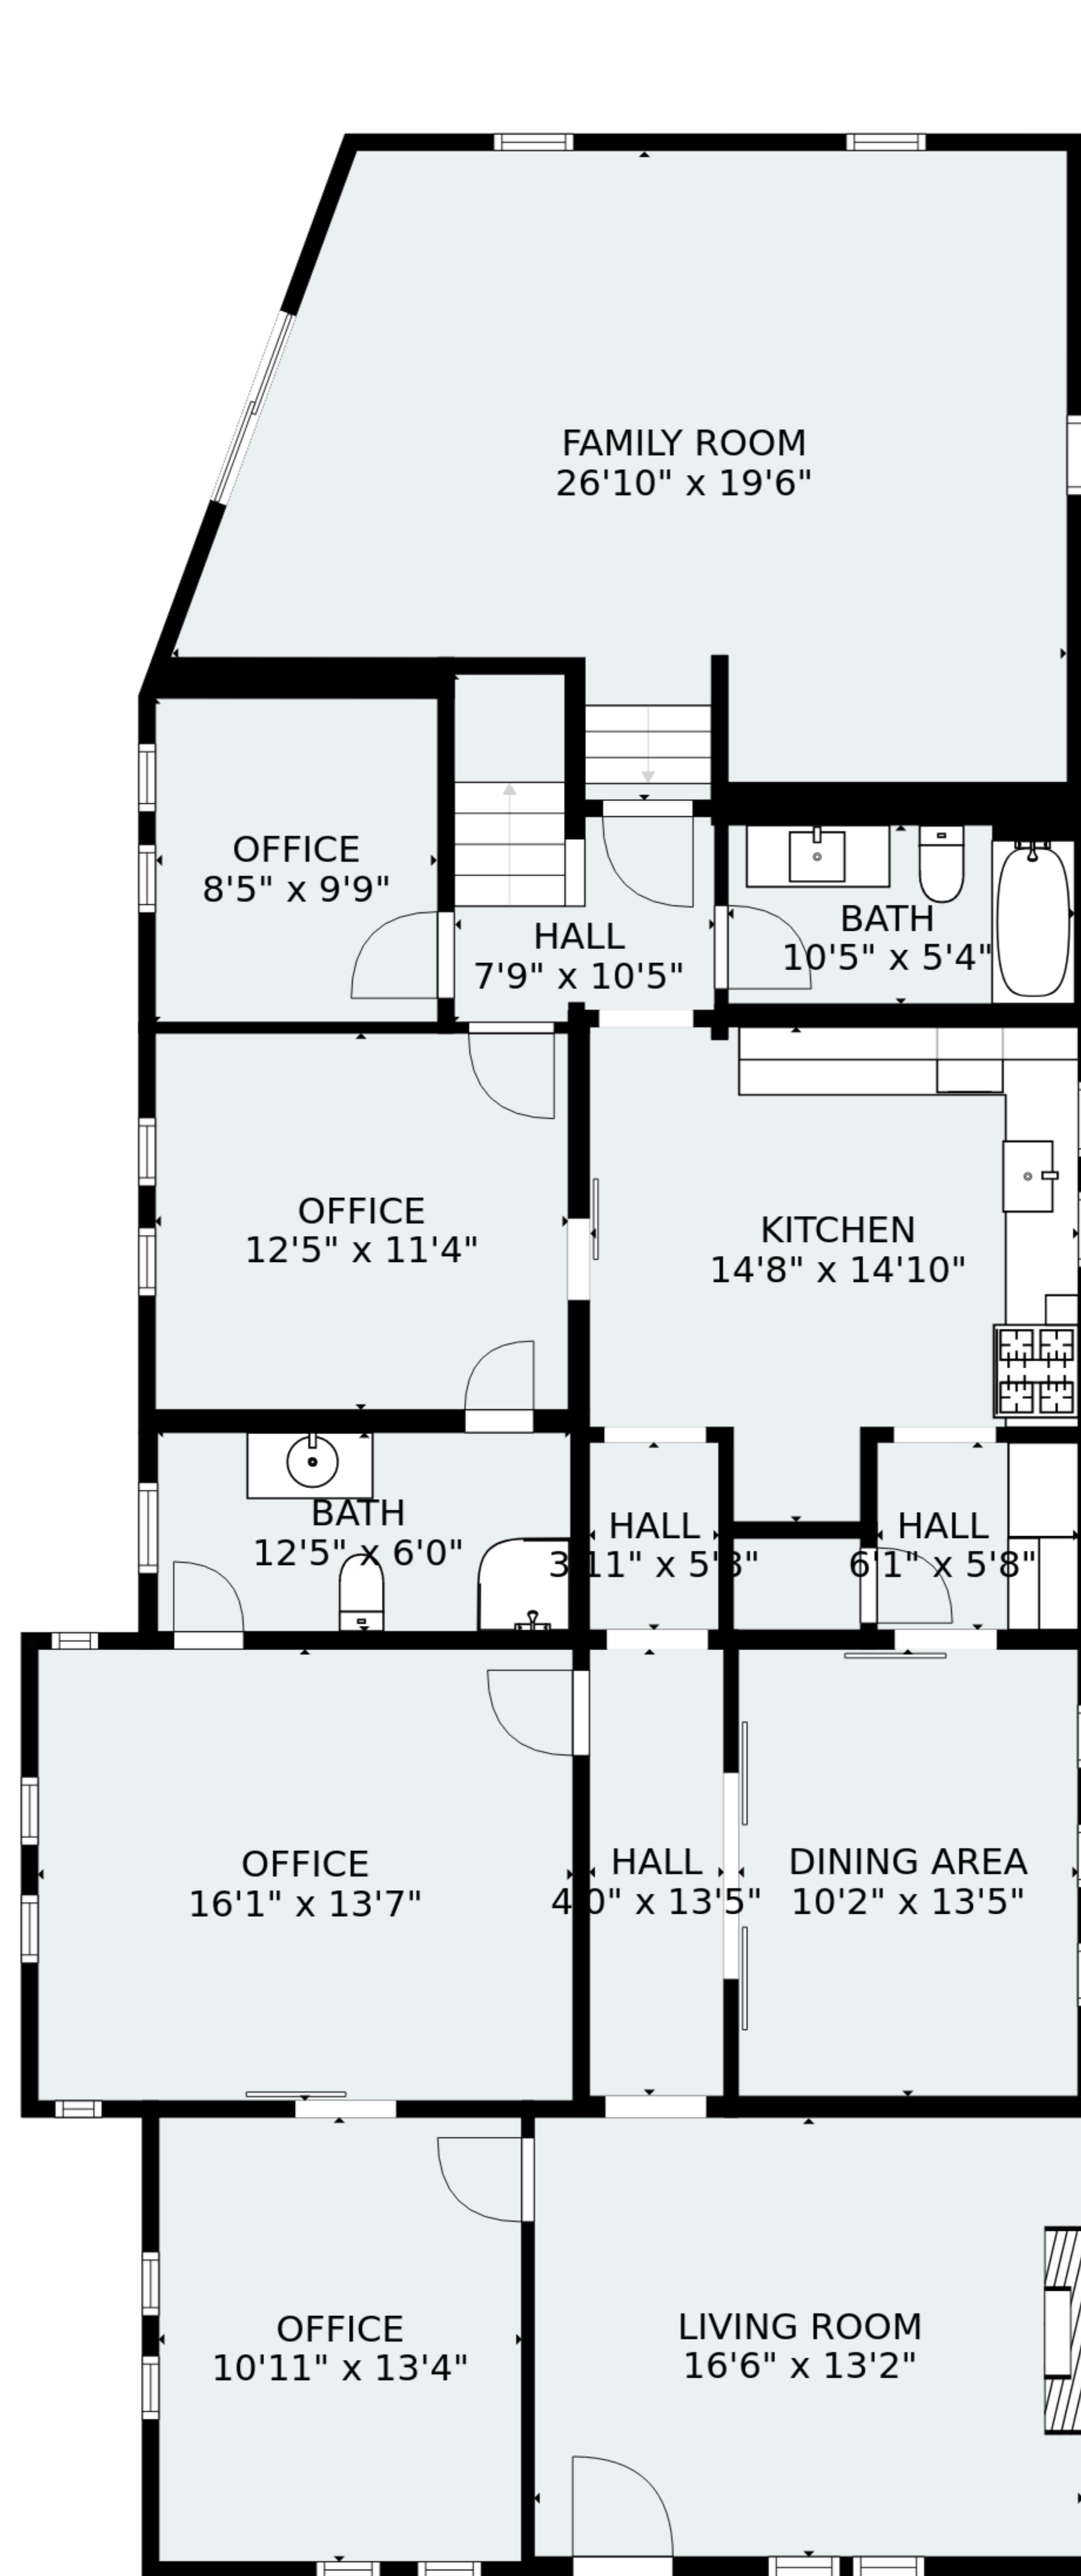 FAMILY ROOM
26'10" x 19'6"
OFFICE
8'5" x 9'9"
HALL
7'9" x 10'5"
BATH
10'5" x 5'4"
OFFICE
12'5" x 11'4"
KITCHEN
14'8" x 14'10"
BATH
12'5" x 6'0"
HALL
3'11" x 5'8"
HALL
6'1" x 5'8"
OFFICE
16'1" x 13'7"
HALL
4'0" x 13'5"
DINING AREA
10'2" x 13'5"
OFFICE
10'11" x 13'4"
LIVING ROOM
16'6" x 13'2"